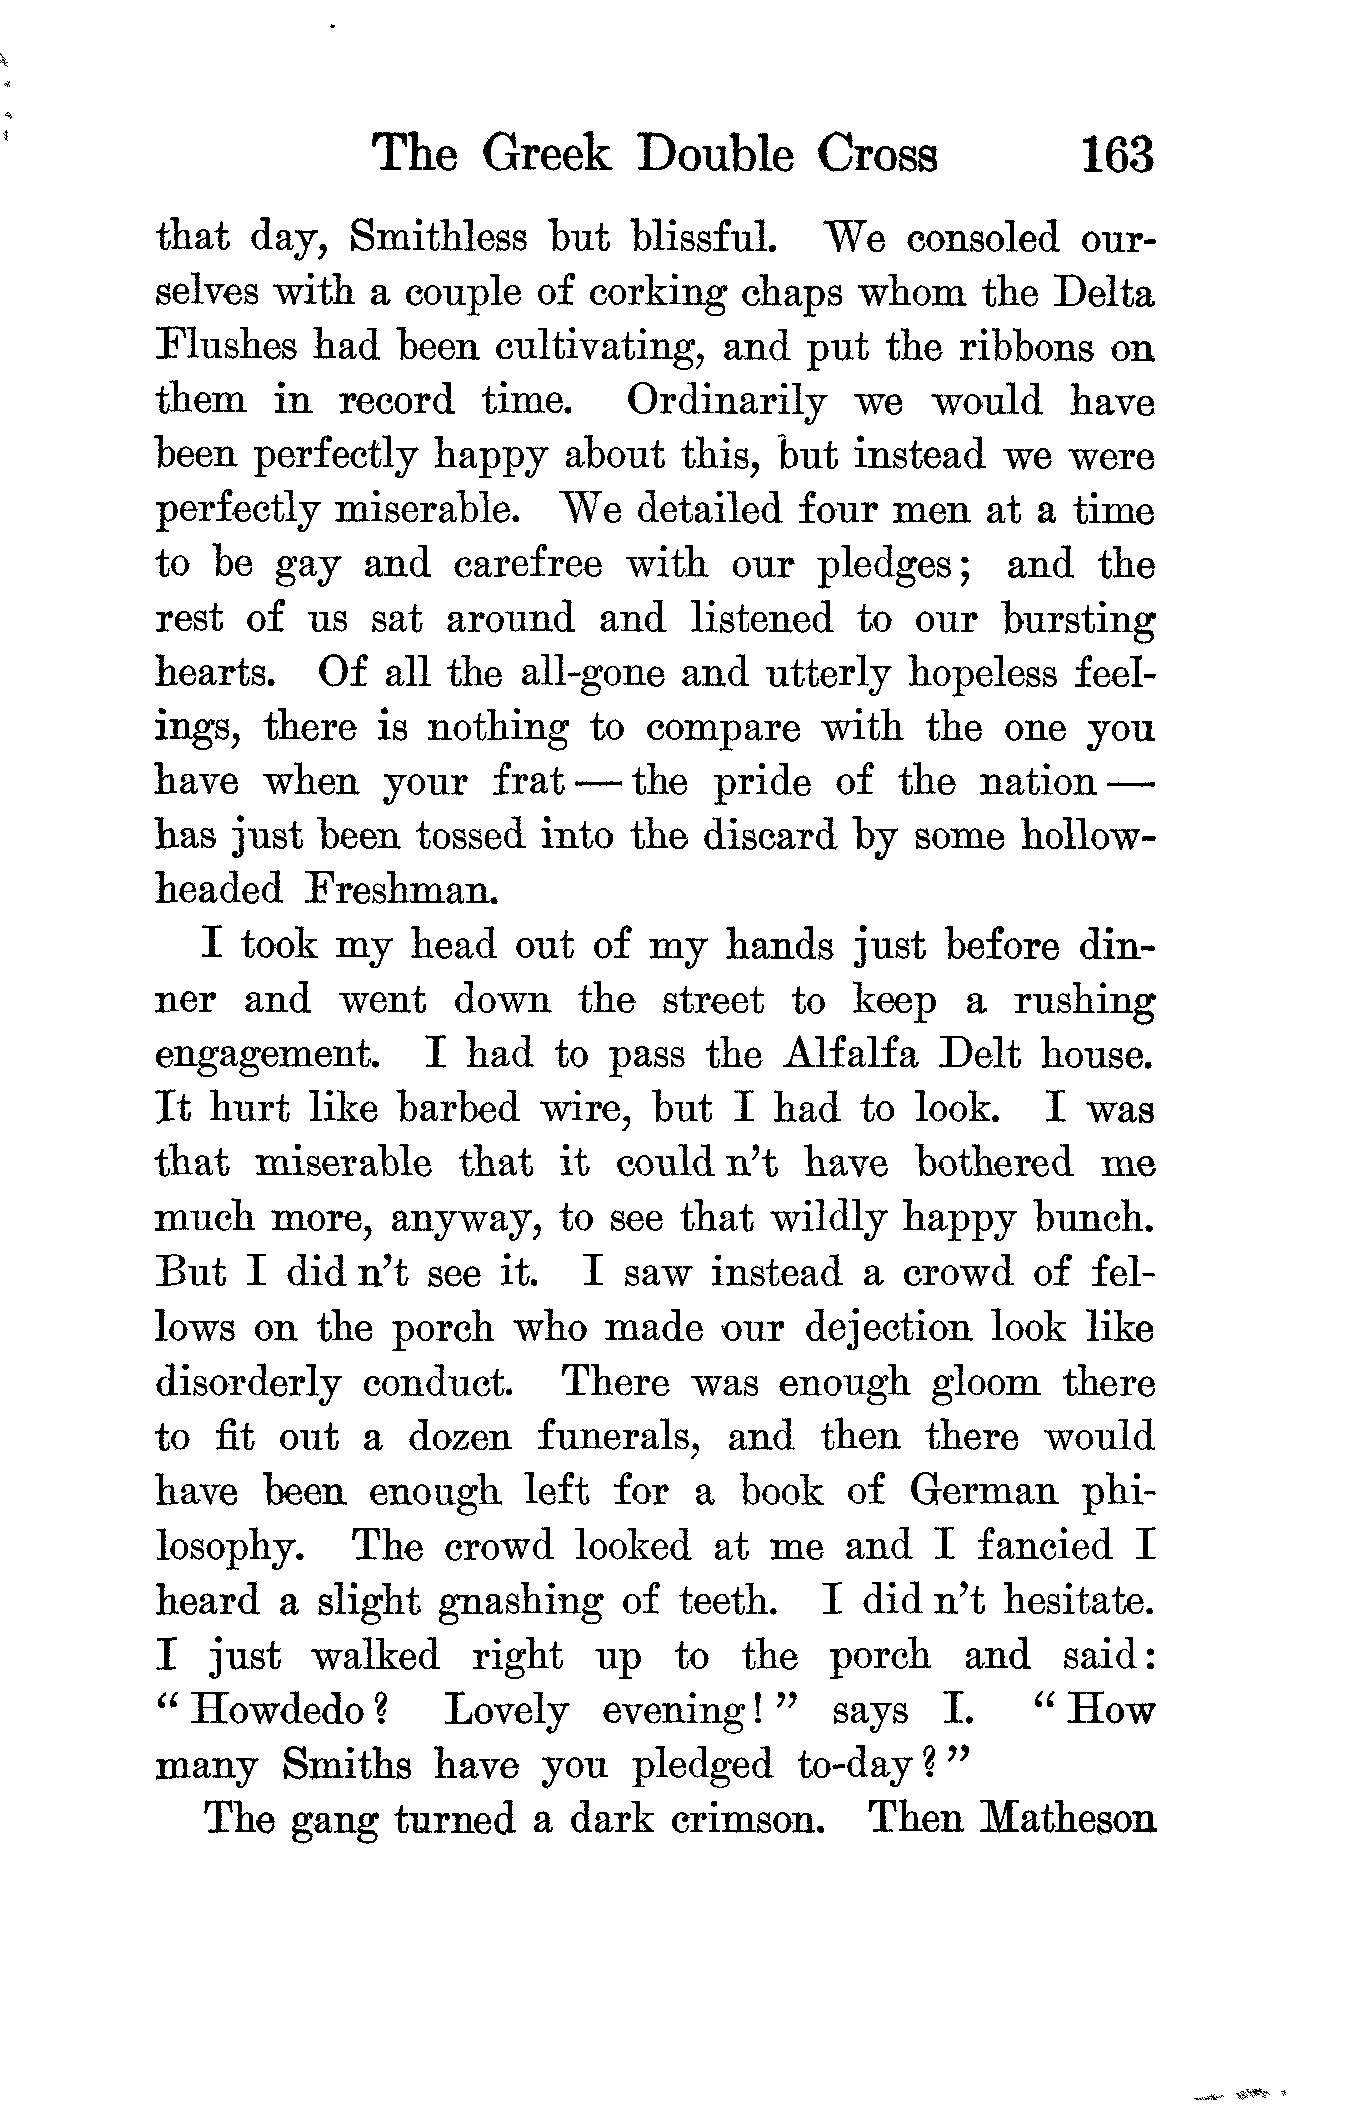 The Greek Double Cross 163
that day, Smithless but blissful. We consoled our-
selves with a couple of corking chaps whom the Delta
Flushes had been cultivating, and put the ribbons on
them in record time. Ordinarily we would have
been perfectly happy about this, but instead we were
perfectly miserable. We detailed four men at a time
to be gay and carefree with our pledges; and the
rest of us sat around and listened to our bursting
hearts. Of all the all-gone and utterly hopeless feel-
ings, there is nothing to compare with the one you
have when your frat — the pride of the nation —
has just been tossed into the discard by some hollow-
headed Freshman.
I took my head out of my hands just before din-
ner and went down the street to keep a rushing
engagement. I had to pass the Alfalfa Delt house.
It hurt like barbed wire, but I had to look. I was
that miserable that it could n't have bothered me
much more, anyway, to see that wildly happy bunch.
But I did n't see it. I saw instead a crowd of fel-
lows on the porch who made our dejection look like
disorderly conduct. There was enough gloom there
to fit out a dozen funerals, and then there would
have been enough left for a book of German phi-
losophy. The crowd looked at me and I fancied I
heard a slight gnashing of teeth. I did n't hesitate.
I just walked right up to the porch and said:
“ Howdedo? Lovely evening! ” says I. “ How
many Smiths have you pledged to-day? ”
The gang turned a dark crimson. Then Matheson